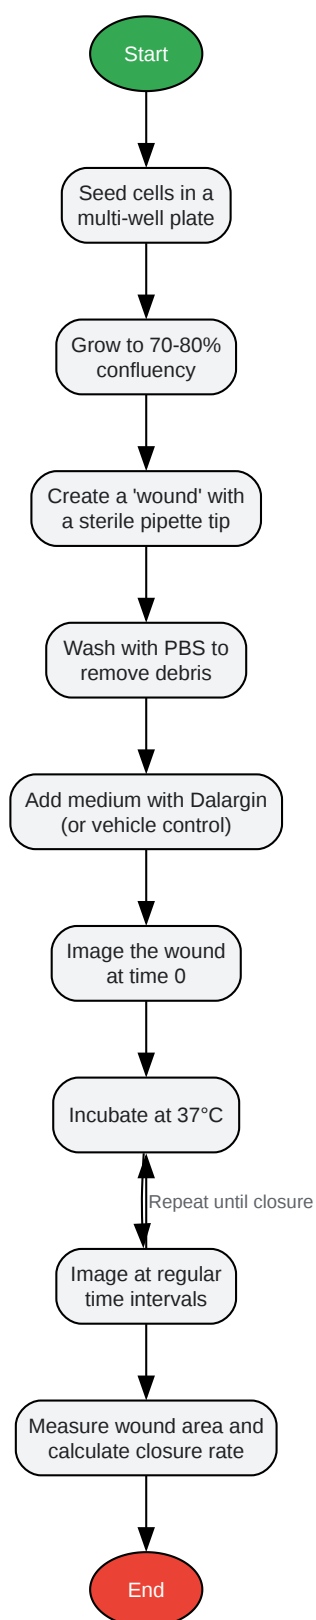 Start
Seed cells in a
multi-well plate
Grow to 70-80%
confluency
Create a 'wound' with
a sterile pipette tip
Wash with PBS to
remove debris
Add medium with Dalargin
(or vehicle control)
Image the wound
at time 0
Incubate at 37°C
Repeat until closure
Image at regular
time intervals
Measure wound area and
calculate closure rate
End